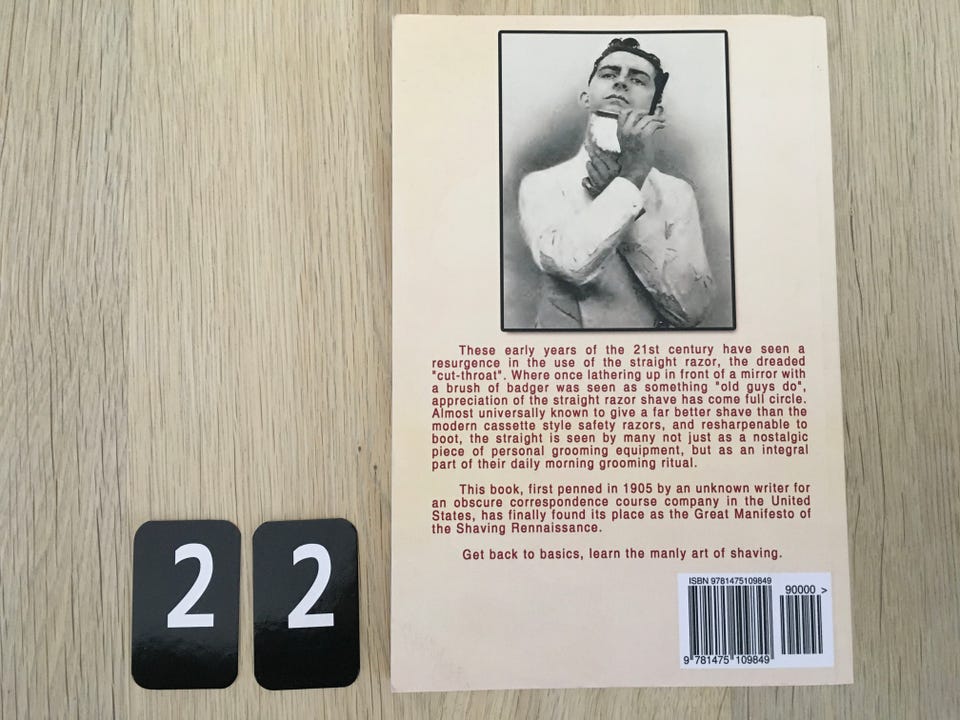 These early years of the 21st century have seen a
resurgence in the use of the straight razor, the dreaded
"cut-throat". Where once lathering up in front of a mirror with
a brush of badger was seen as something "old guys do",
appreciation of the straight razor shave has come full circle.
Almost universally known to give a far better shave than the
modern cassette style safety razors, and resharpenable to
boot, the straight is seen by many not just as a nostalgic
piece of personal grooming equipment, but as an integral
part of their daily morning grooming ritual.
This book, first penned in 1905 by an unknown writer for
an obscure correspondence course company in the United
States, has finally found its place as the Great Manifesto of
the Shaving Rennaissance.
Get back to basics, learn the manly art of shaving.
ISBN 9781475109849
90000 >
9 781475 109849
2 2